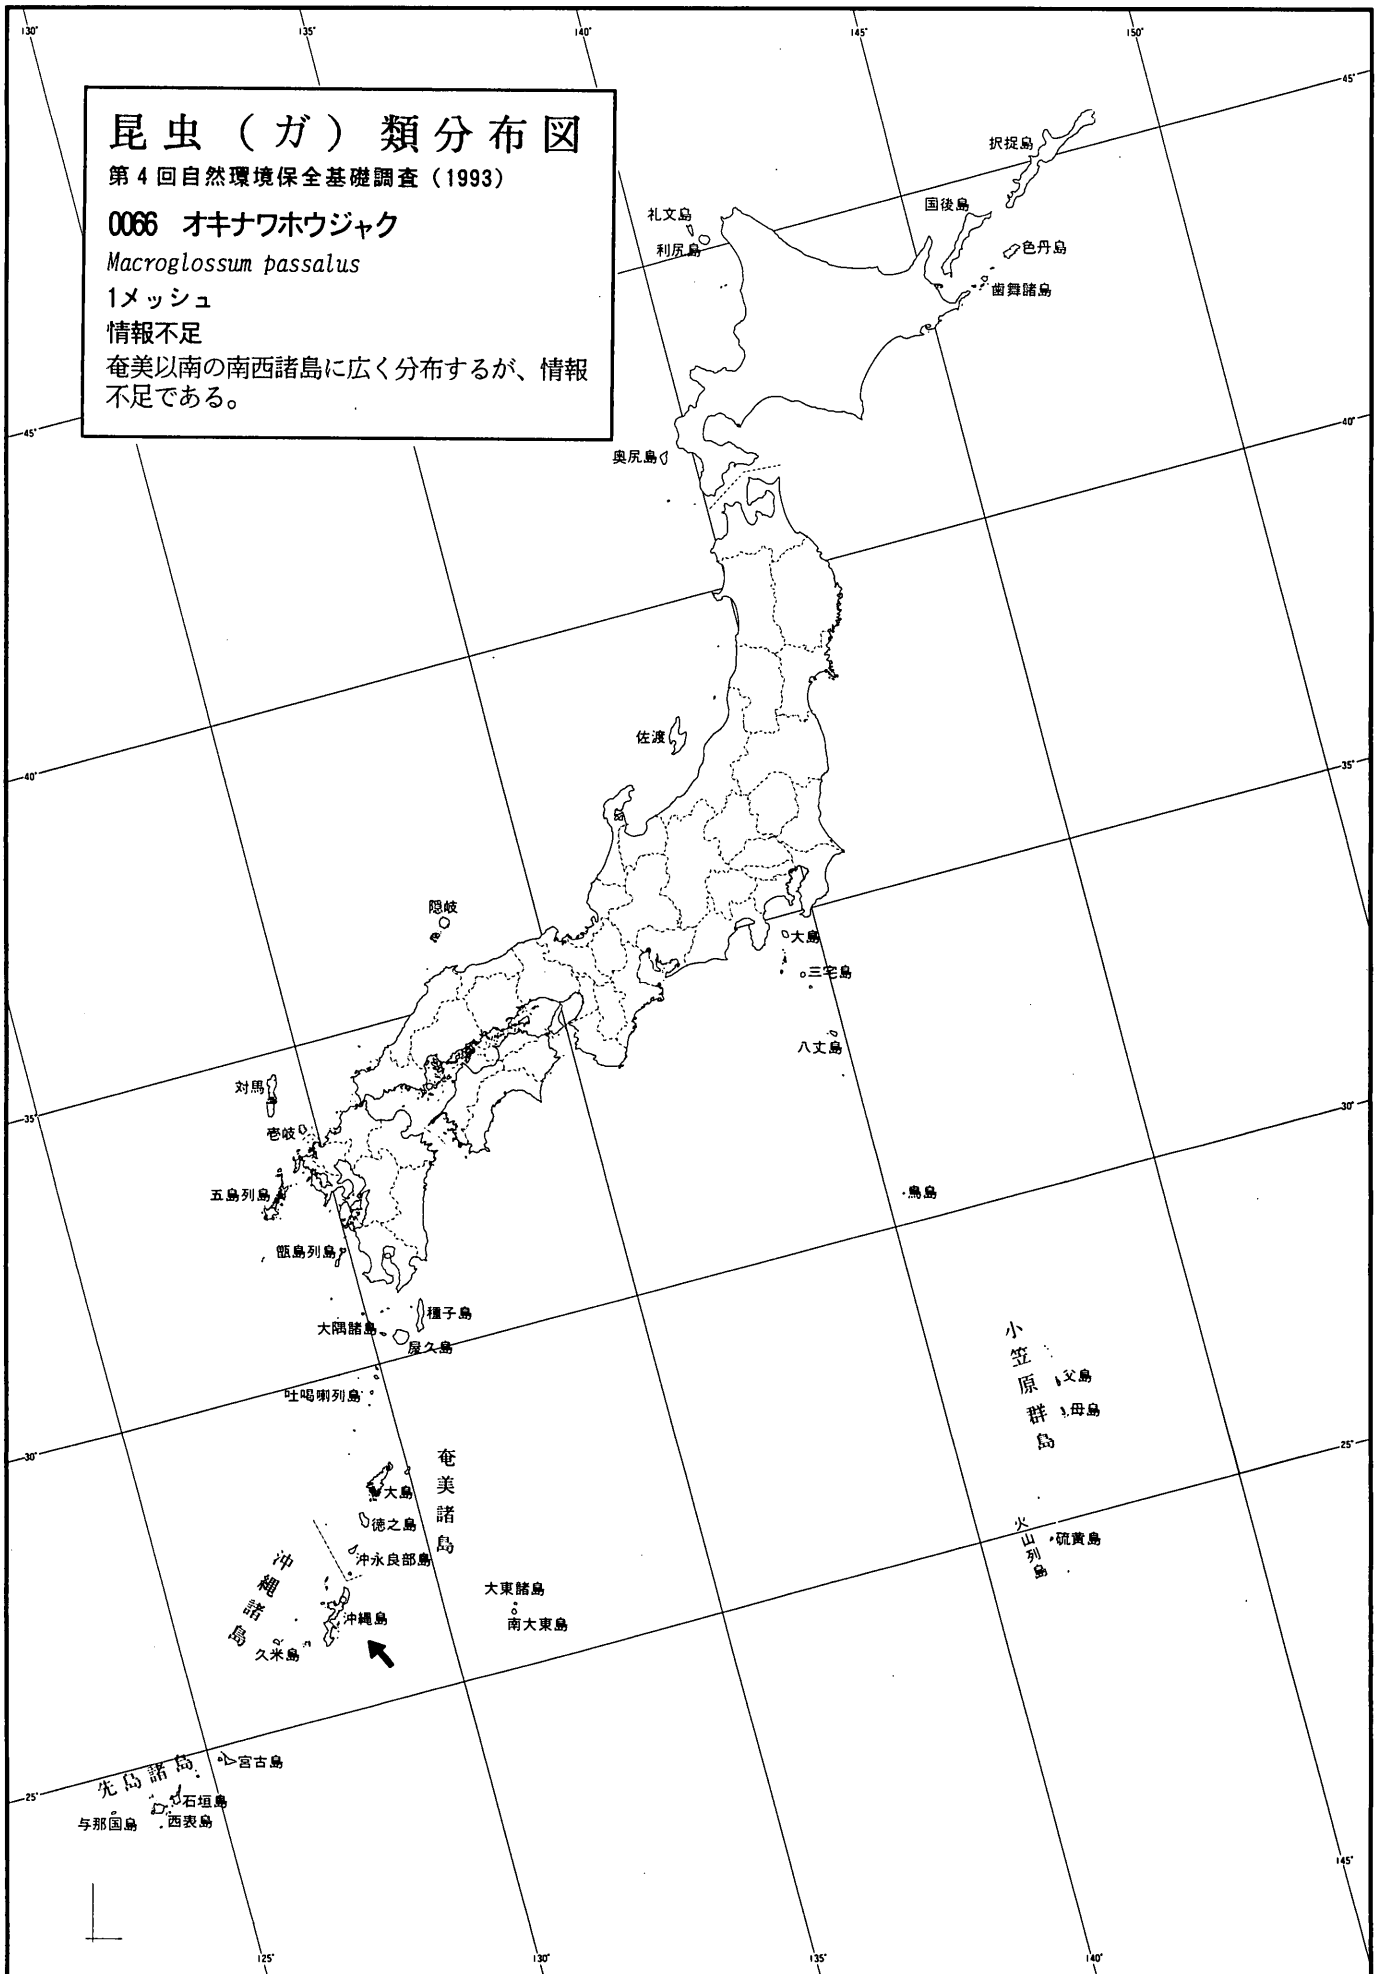 130°
135°
140°
145°
150°
45°
昆虫（ガ）類分布図
第4回自然環境保全基礎調査（1993）
0066 オキナワホウジャク
Macroglossum passalus
1メッシュ
情報不足
奄美以南の南西諸島に広く分布するが、情報
不足である。
択捉島
国後島
礼文島
利尻島
色丹島
歯舞諸島
45°
40°
奥尻島
佐渡
40°
35°
隠岐
大島
三宅島
八丈島
対馬
35°
壱岐
30°
五島列島
鳥島
甑島列島
種子島
大隅諸島
屋久島
吐喝喇列島
小笠原群島
父島
母島
30°
25°
奄美諸島
大島
徳之島
沖永良部島
火山列島
硫黄島
沖縄諸島
沖縄島
久米島
大東諸島
南大東島
先島諸島
宮古島
25°
石垣島
西表島
与那国島
145°
125°
130°
135°
140°